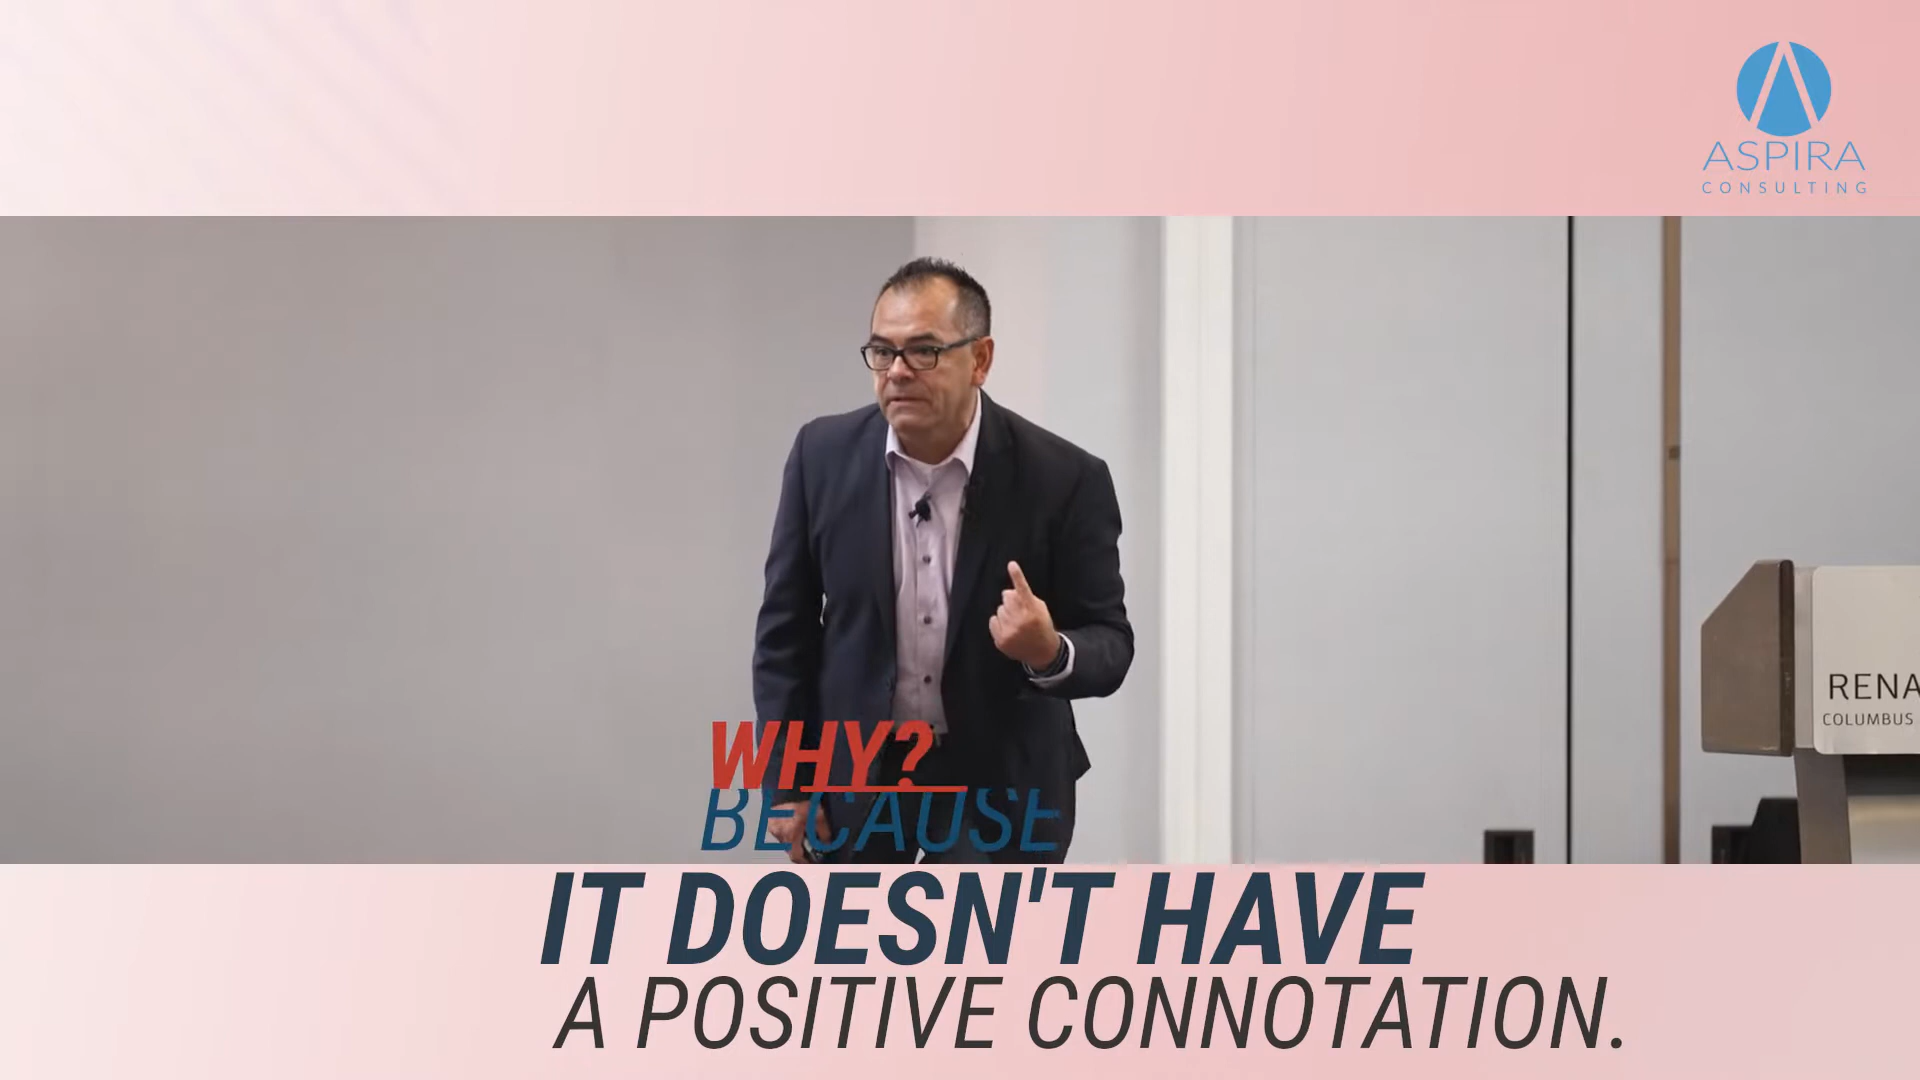 ASPIRA
CONSULTING
RENA
COLUMBUS
WHY?
BECAUSE
IT DOESN'T HAVE
A POSITIVE CONNOTATION.